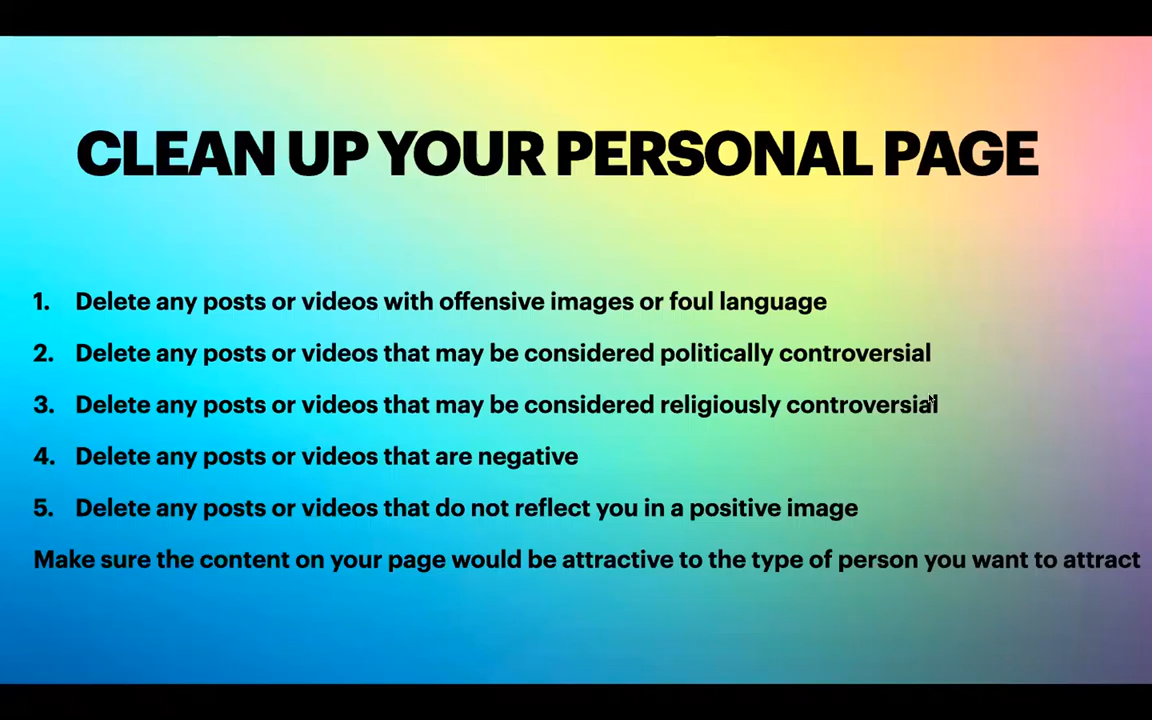 CLEAN UP YOUR PERSONAL PAGE
1. Delete any posts or videos with offensive images or foul language
2. Delete any posts or videos that may be considered politically controversial
3. Delete any posts or videos that may be considered religiously controversial
4. Delete any posts or videos that are negative
5. Delete any posts or videos that do not reflect you in a positive image
Make sure the content on your page would be attractive to the type of person you want to attract